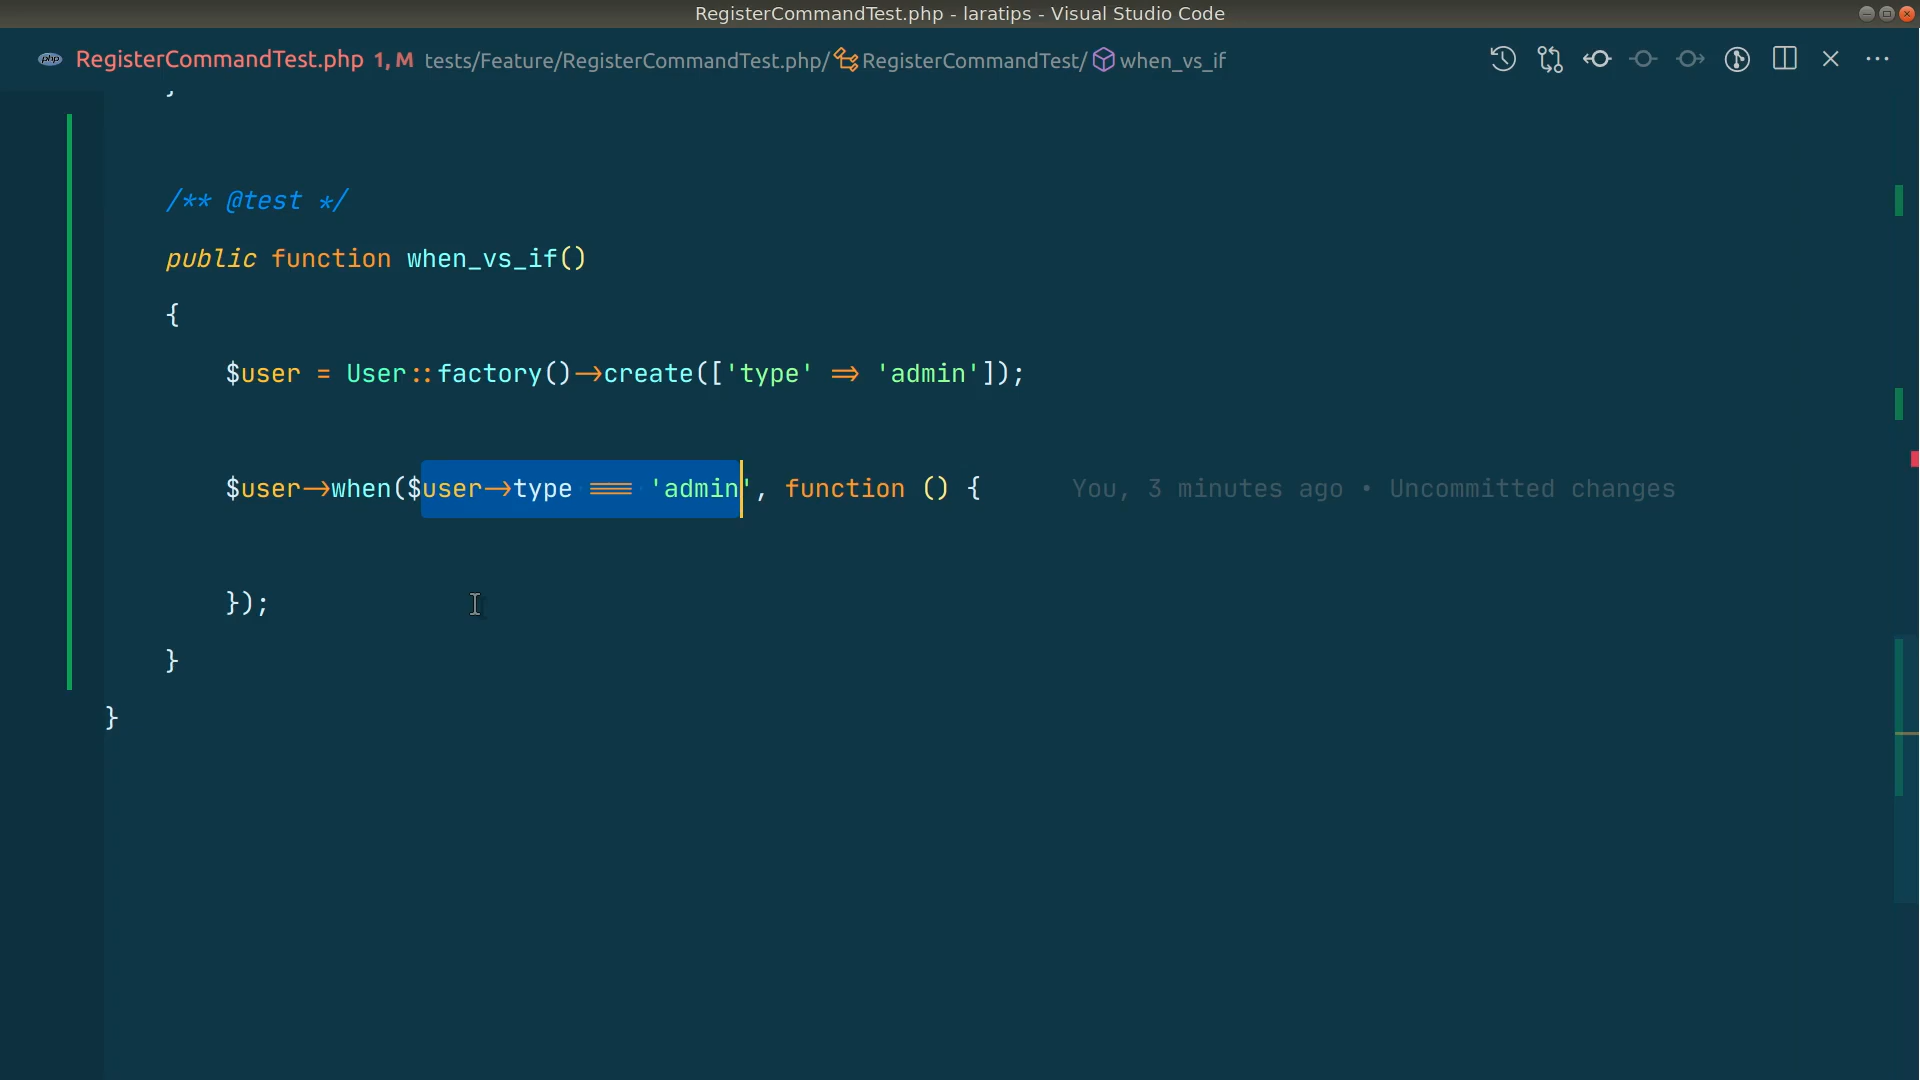 RegisterCommandTest.php - laratips - Visual Studio Code
php RegisterCommandTest.php 1, M tests/Feature/RegisterCommandTest.php/ RegisterCommandTest/ when_vs_if
}
/** @test */
public function when_vs_if()
{
$user = User::factory()->create(['type' => 'admin']);
$user->when($user->type === 'admin', function () { You, 3 minutes ago • Uncommitted changes
});
}
}